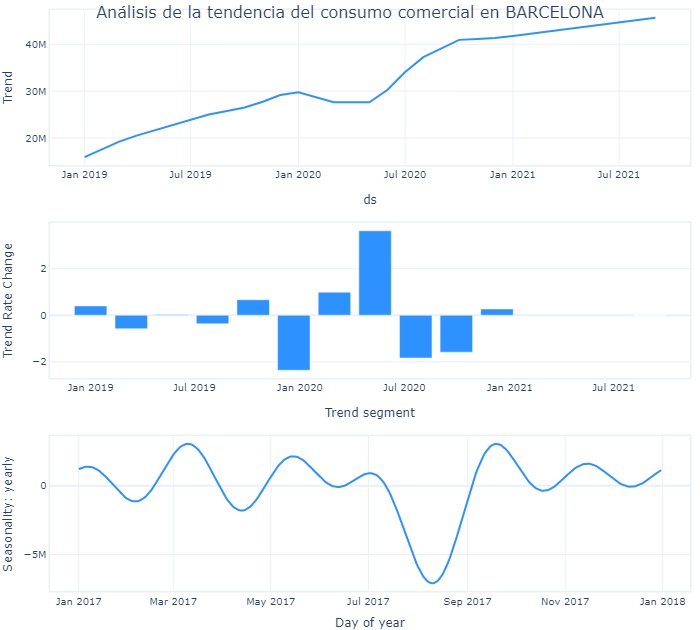 Análisis de la tendencia del consumo comercial en BARCELONA
40M
30M
20M
Trend
Jan 2019 Jul 2019 Jan 2020 Jul 2020 Jan 2021 Jul 2021
ds
2
0
−2
Trend Rate Change
Jan 2019 Jul 2019 Jan 2020 Jul 2020 Jan 2021 Jul 2021
Trend segment
0
−5M
Seasonality: yearly
Jan 2017 Mar 2017 May 2017 Jul 2017 Sep 2017 Nov 2017 Jan 2018
Day of year